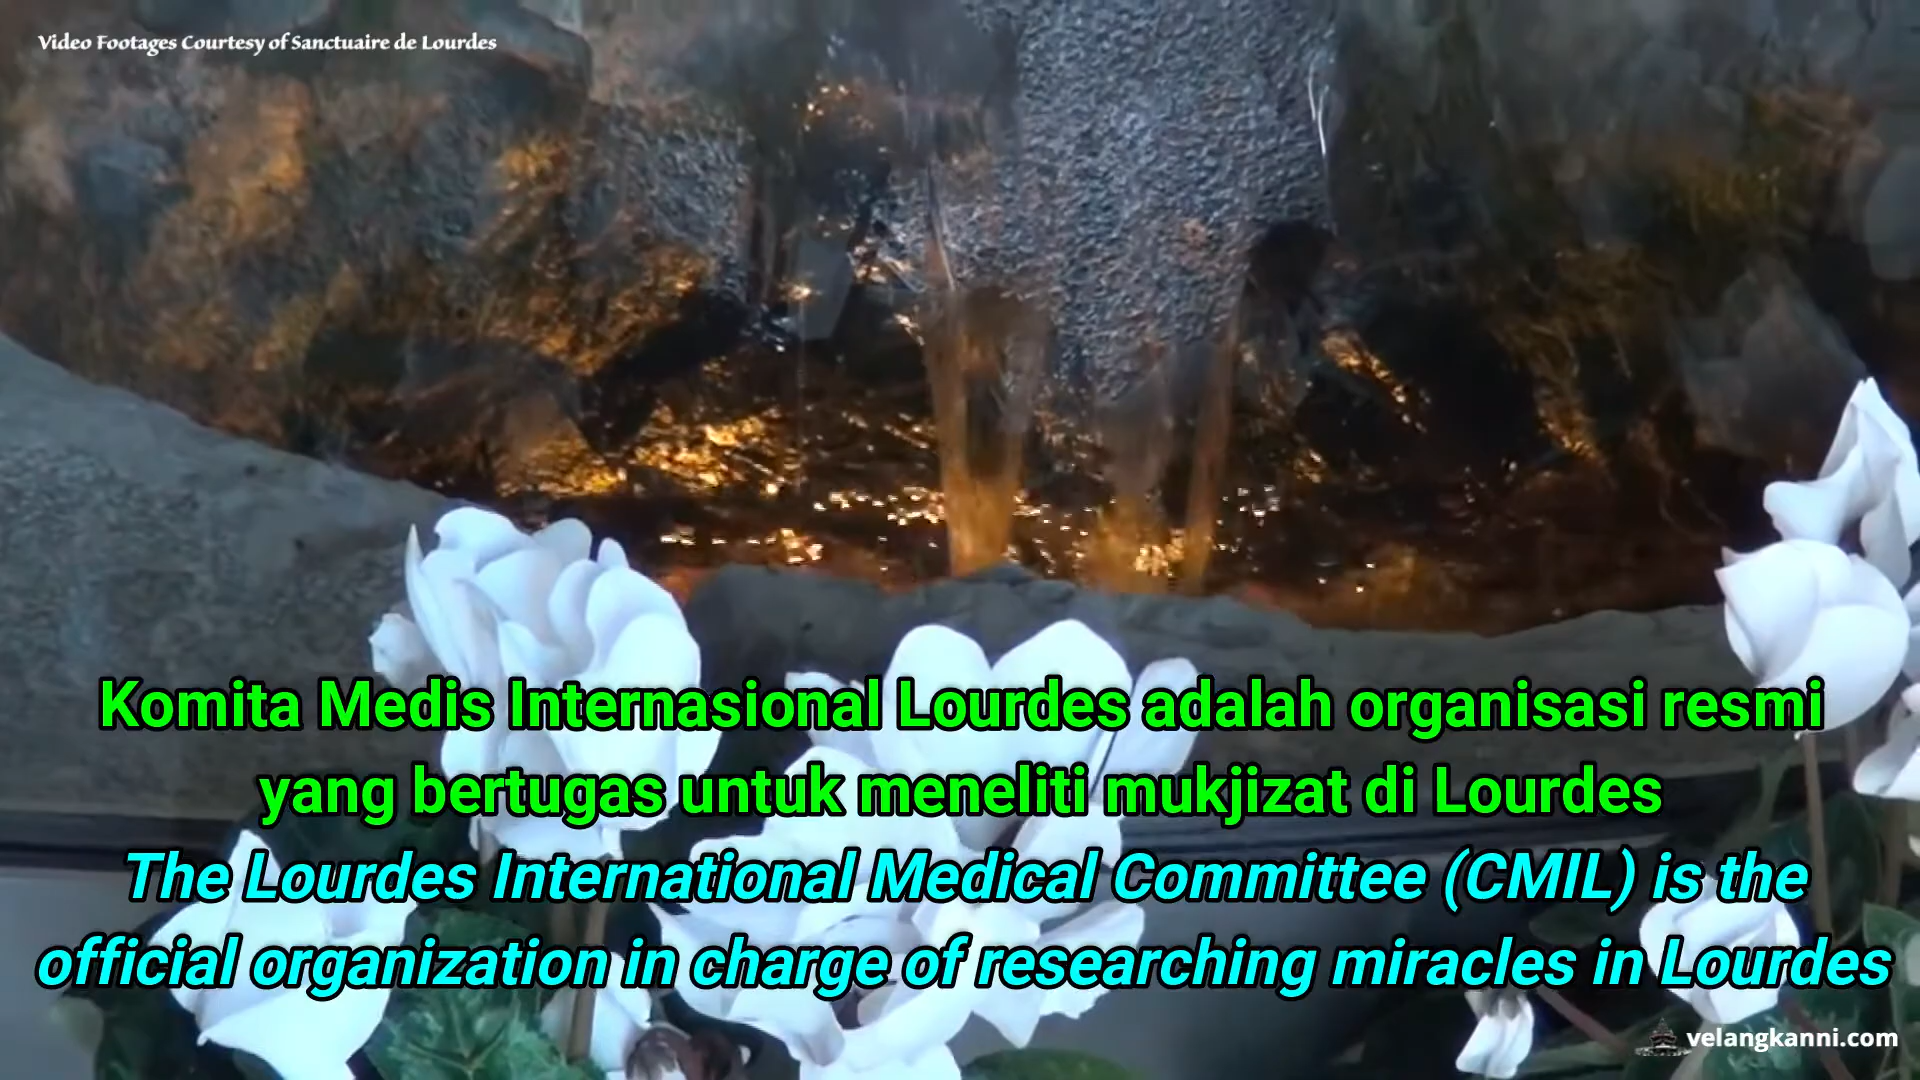 Video Footages Courtesy of Sanctuaire de Lourdes
Komita Medis Internasional Lourdes adalah organisasi resmi
yang bertugas untuk meneliti mukjizat di Lourdes
The Lourdes International Medical Committee (CMIL) is the
official organization in charge of researching miracles in Lourdes
velangkanni.com